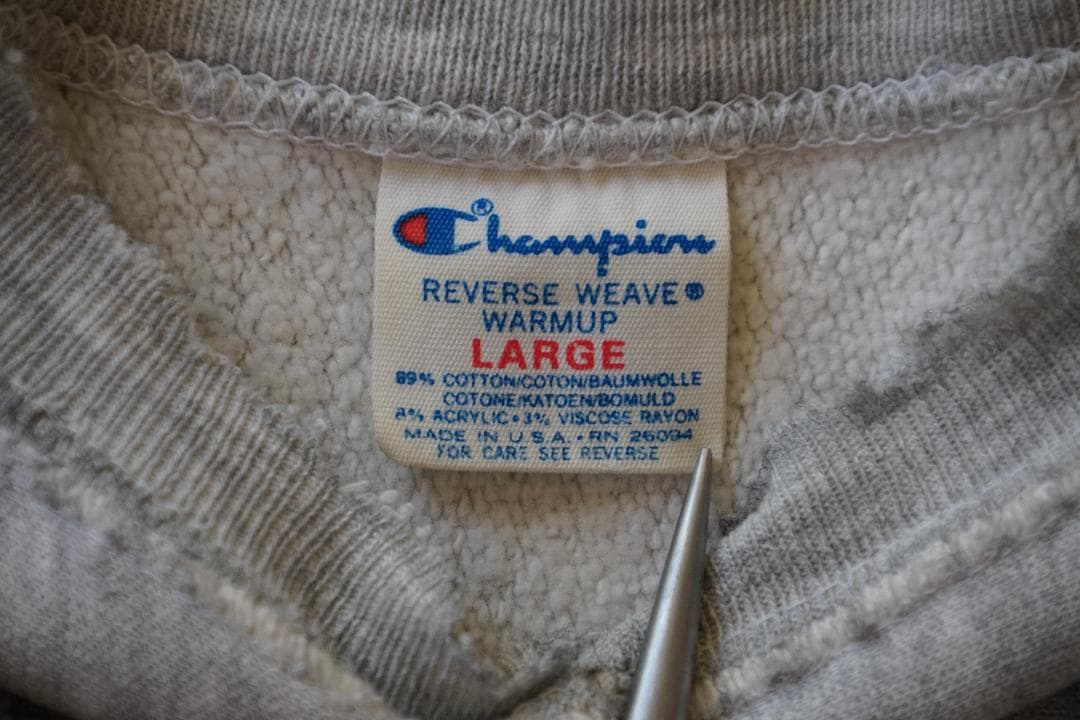 Champion®
REVERSE WEAVE®
WARMUP
LARGE
89% COTTON/COTON/BAUMWOLLE
COTONE/KATOEN/BOMULD
8% ACRYLIC•3% VISCOSE RAYON
MADE IN U.S.A.•RN 26094
FOR CARE SEE REVERSE